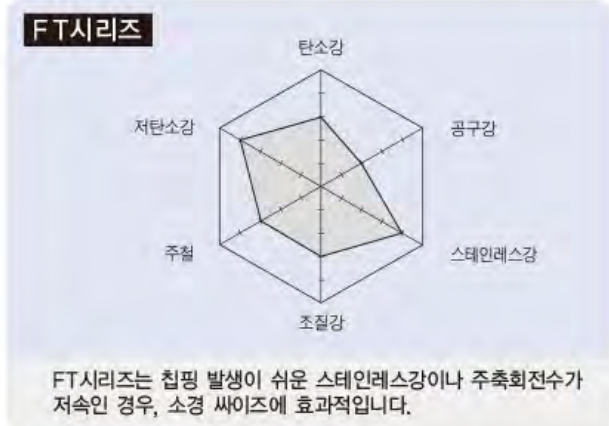 FT시리즈
탄소강
저탄소강
공구강
주철
스테인레스강
조질강
FT시리즈는 칩핑 발생이 쉬운 스테인레스강이나 주축회전수가
저속인 경우, 소경 싸이즈에 효과적입니다.